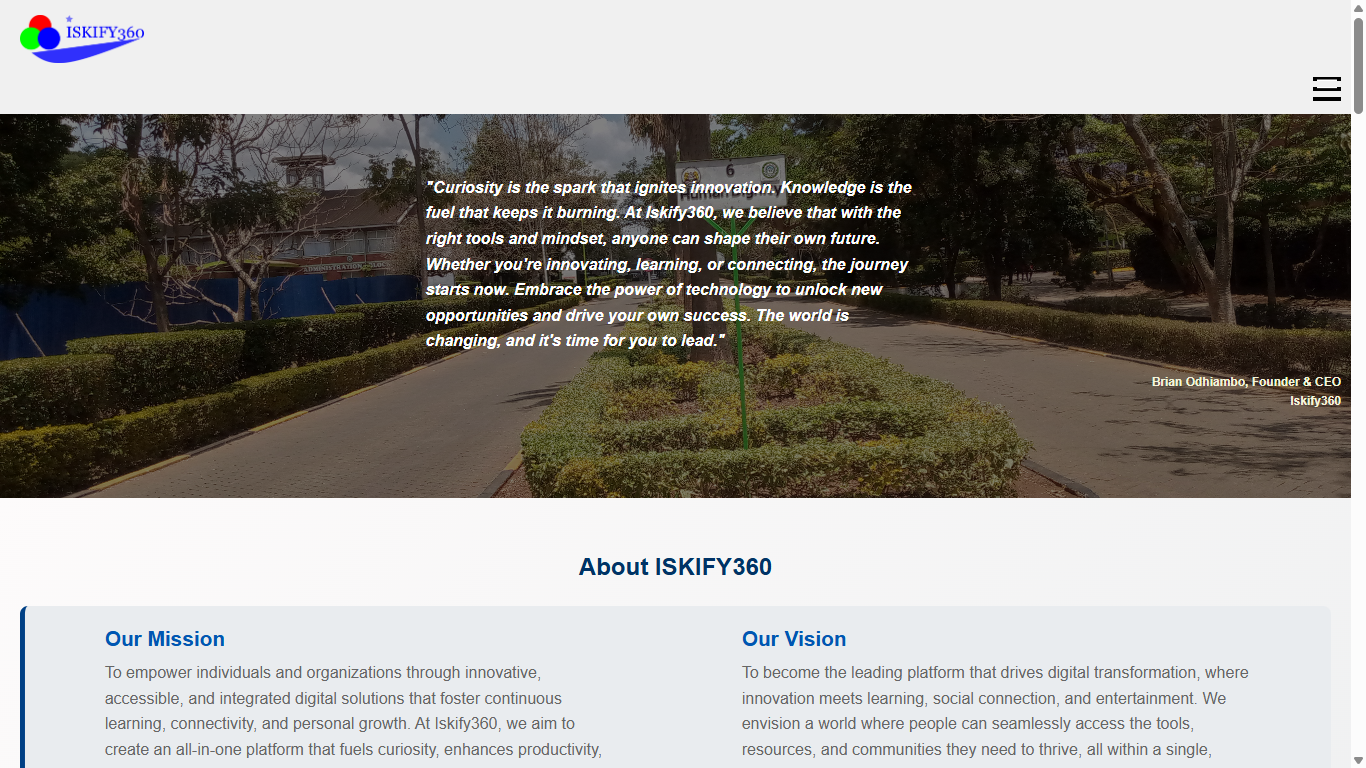 ISKIFY360
6
"Curiosity is the spark that ignites innovation. Knowledge is the
fuel that keeps it burning. At Iskify360, we believe that with the
right tools and mindset, anyone can shape their own future.
Whether you're innovating, learning, or connecting, the journey
starts now. Embrace the power of technology to unlock new
opportunities and drive your own success. The world is
changing, and it's time for you to lead."
ADMINISTRATION BLOCK
Brian Odhiambo, Founder & CEO
Iskify360
About ISKIFY360
Our Mission
To empower individuals and organizations through innovative,
accessible, and integrated digital solutions that foster continuous
learning, connectivity, and personal growth. At Iskify360, we aim to
create an all-in-one platform that fuels curiosity, enhances productivity,
Our Vision
To become the leading platform that drives digital transformation, where
innovation meets learning, social connection, and entertainment. We
envision a world where people can seamlessly access the tools,
resources, and communities they need to thrive, all within a single,